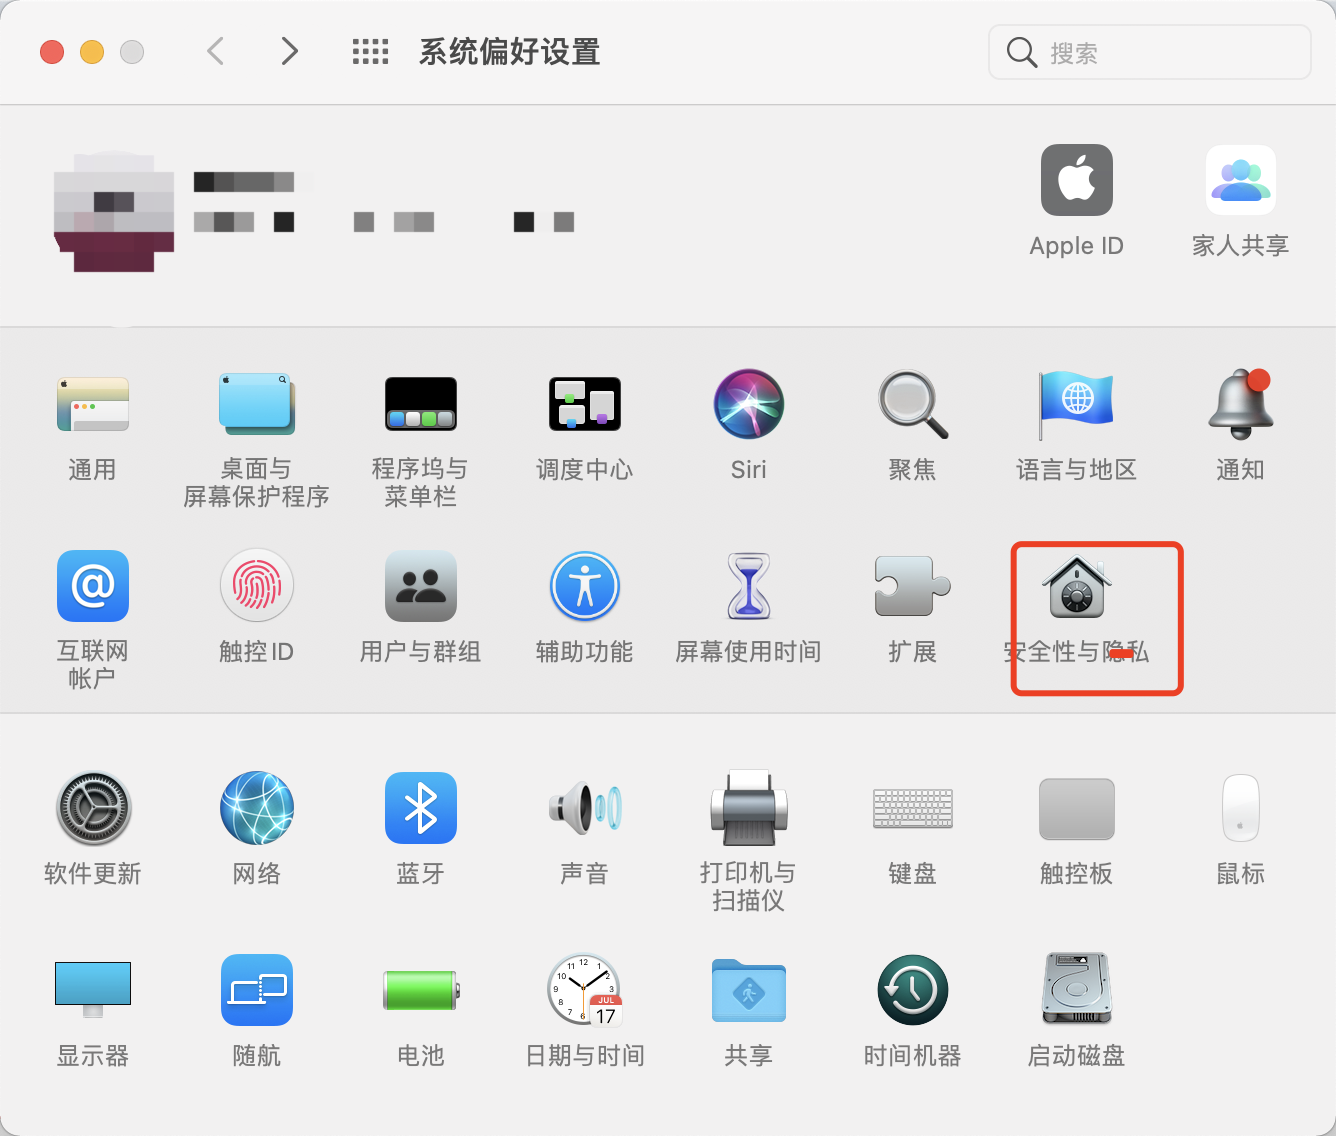 系统偏好设置
搜索
Apple ID
家人共享
通用
桌面与
屏幕保护程序
程序坞与
菜单栏
调度中心
Siri
聚焦
语言与地区
通知
互联网
帐户
触控 ID
用户与群组
辅助功能
屏幕使用时间
扩展
安全性与隐私
软件更新
网络
蓝牙
声音
打印机与
扫描仪
键盘
触控板
鼠标
显示器
随航
电池
JUL
17
日期与时间
共享
时间机器
启动磁盘